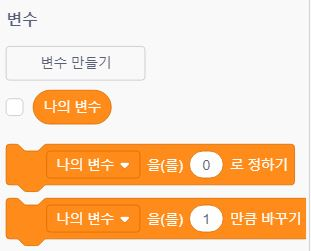 변수
변수 만들기
나의 변수
나의 변수 을(를) 0 로 정하기
나의 변수 을(를) 1 만큼 바꾸기